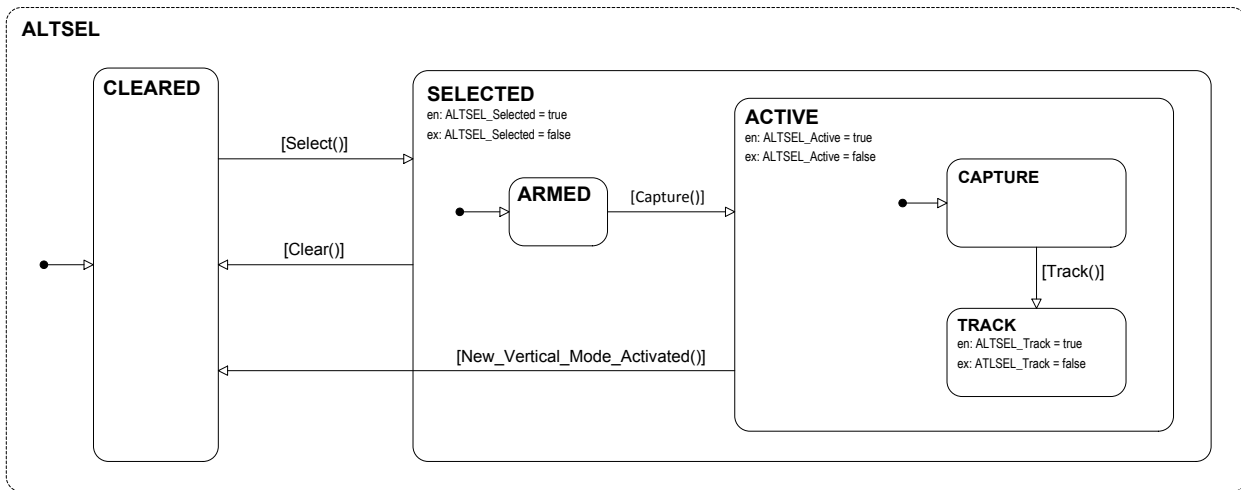 ALTSEL
CLEARED
[Select()]
[Clear()]
[New_Vertical_Mode_Activated()]
SELECTED
en: ALTSEL_Selected = true
ex: ALTSEL_Selected = false
ARMED
[Capture()]
ACTIVE
en: ALTSEL_Active = true
ex: ALTSEL_Active = false
CAPTURE
[Track()]
TRACK
en: ALTSEL_Track = true
ex: ATLSEL_Track = false